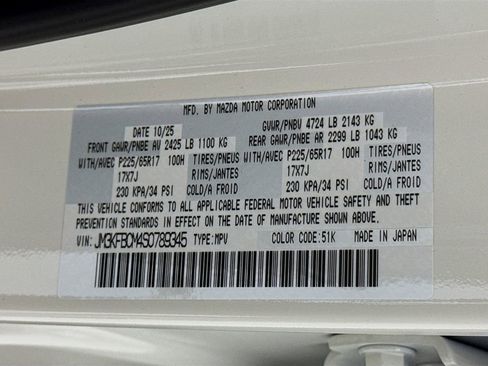 MFD. BY MAZDA MOTOR CORPORATION
DATE 10/25 GVWR/PNBV 4724 LB 2143 KG
FRONT GAWR/PNBE AV 2425 LB 1100 KG REAR GAWR/PNBE AR 2299 LB 1043 KG
WITH/AVEC P225/65R17 100H TIRES/PNEUS WITH/AVEC P225/65R17 100H TIRES/PNEUS
17X7J RIMS/JANTES 17X7J RIMS/JANTES
230 KPA/34 PSI COLD/A FROID 230 KPA/34 PSI COLD/A FROID
THIS VEHICLE CONFORMS TO ALL APPLICABLE FEDERAL MOTOR VEHICLE SAFETY AND THEFT
PREVENTION STANDARDS IN EFFECT ON THE DATE OF MANUFACTURE SHOWN ABOVE.
JM3KFBCM4S0789345 TYPE:MPV COLOR CODE:51K MADE IN JAPAN